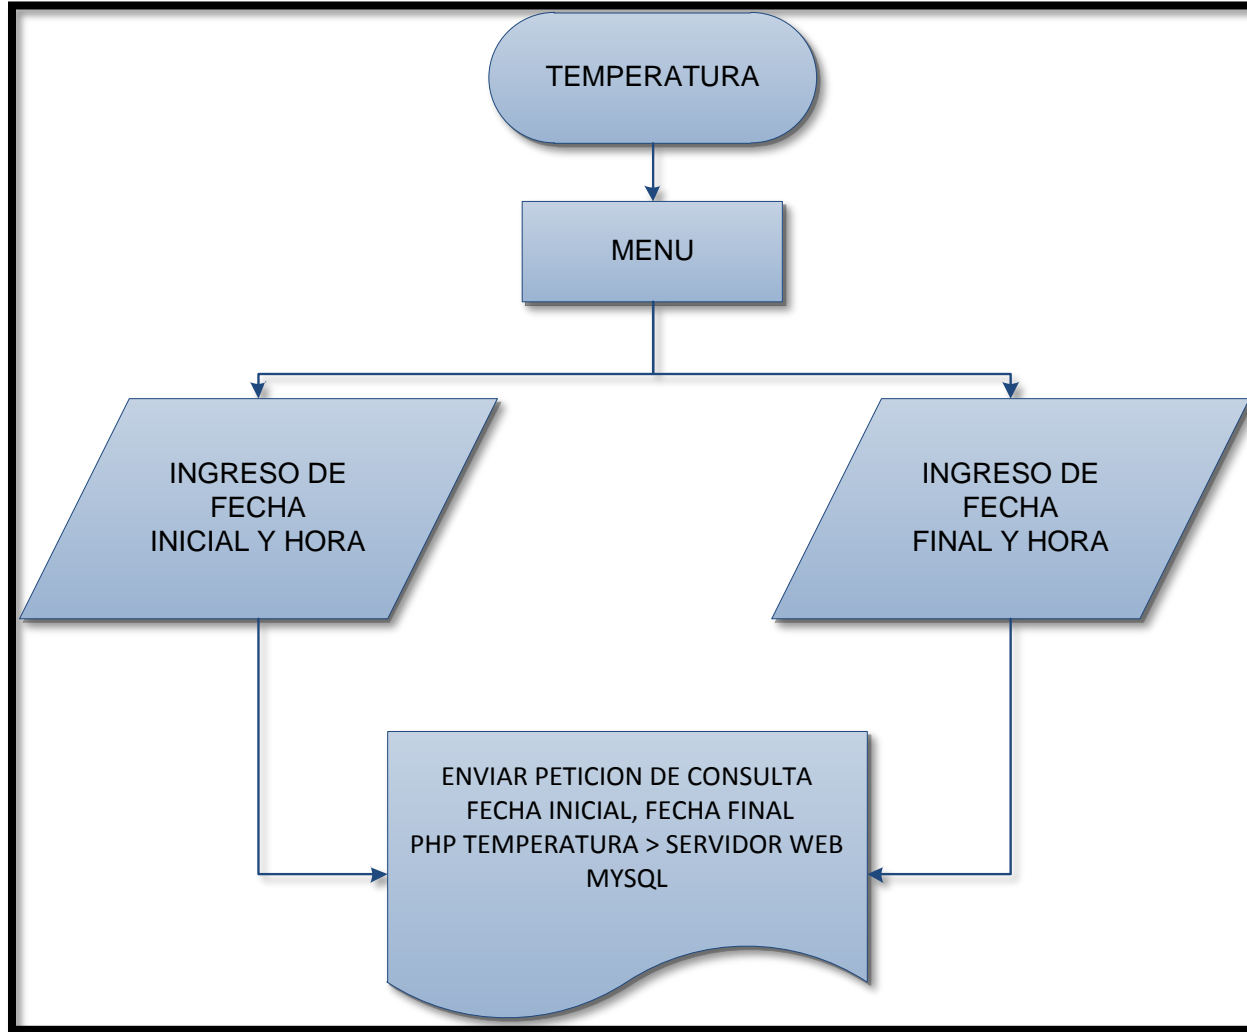 TEMPERATURA
MENU
INGRESO DE
FECHA
INICIAL Y HORA
INGRESO DE
FECHA
FINAL Y HORA
ENVIAR PETICION DE CONSULTA
FECHA INICIAL, FECHA FINAL
PHP TEMPERATURA > SERVIDOR WEB
MYSQL